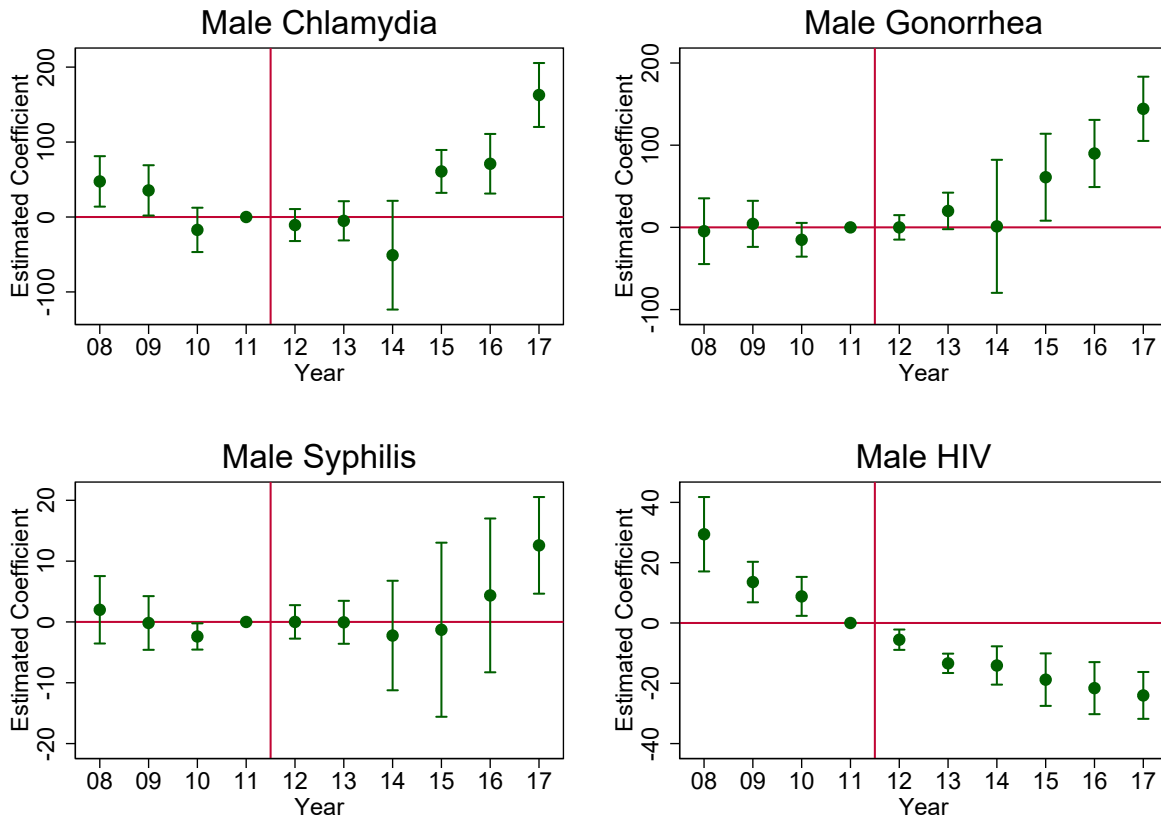 Male Chlamydia
Estimated Coefficient
200
100
0
-100
08 09 10 11 12 13 14 15 16 17
Year
Male Gonorrhea
Estimated Coefficient
200
100
0
-100
08 09 10 11 12 13 14 15 16 17
Year
Male Syphilis
Estimated Coefficient
20
10
0
-10
-20
08 09 10 11 12 13 14 15 16 17
Year
Male HIV
Estimated Coefficient
40
20
0
-20
-40
08 09 10 11 12 13 14 15 16 17
Year